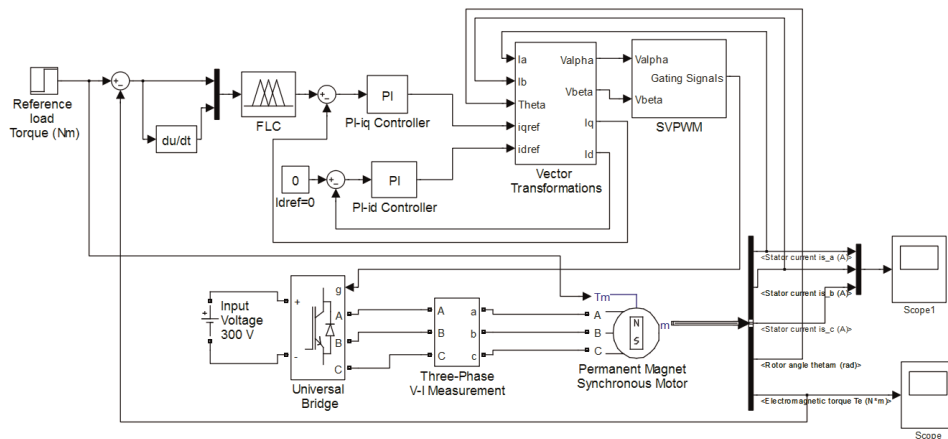 Reference
load
Torque (Nm)
du/dt
FLC
PI
PI-iq Controller
0
Idref=0
PI
PI-id Controller
Ia
Ib
Theta
iqref
idref
Valpha
Vbeta
Iq
Id
Vector
Transformations
Valpha
Vbeta
Gating Signals
SVPWM
Input
Voltage
300 V
g
+
-
A
B
C
Universal
Bridge
A
B
C
a
b
c
Three-Phase
V-I Measurement
Tm
A
B
C
N
S
m
Permanent Magnet
Synchronous Motor
<Stator current is_a (A)>
<Stator current is_b (A)>
<Stator current is_c (A)>
<Rotor angle thetam (rad)>
<Electromagnetic torque Te (N*m)>
Scope1
Scope